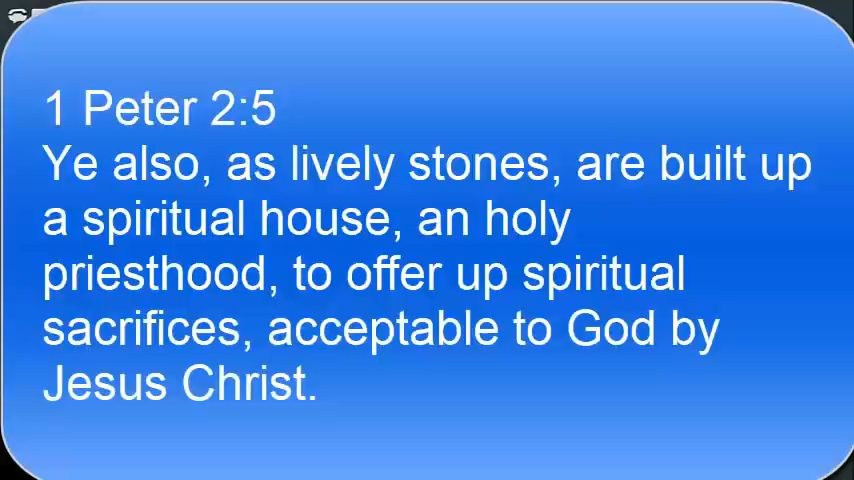 1 Peter 2:5
Ye also, as lively stones, are built up
a spiritual house, an holy
priesthood, to offer up spiritual
sacrifices, acceptable to God by
Jesus Christ.